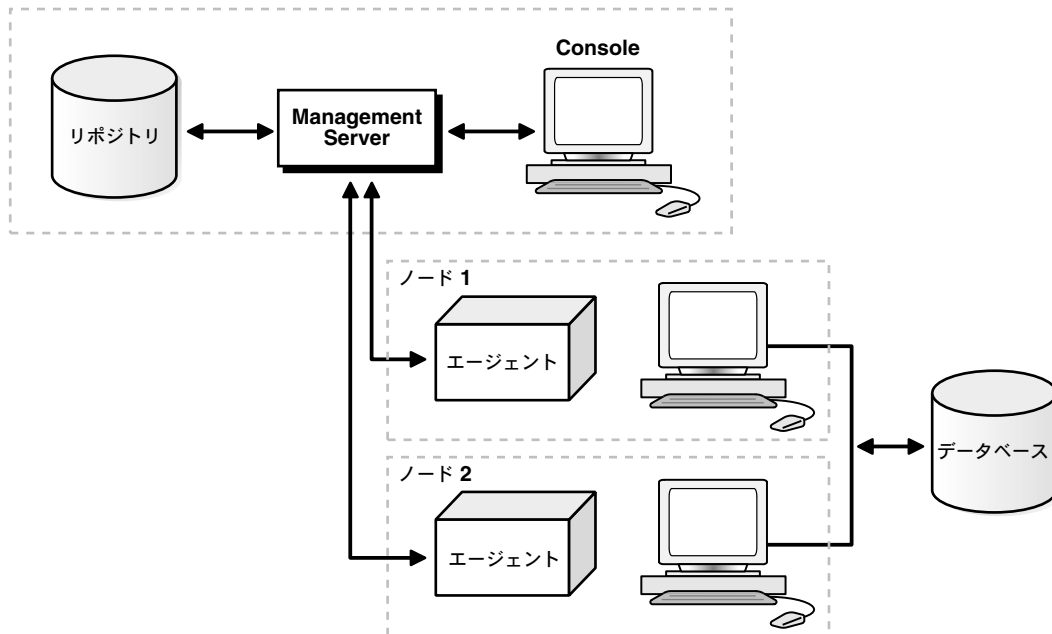 Console
リポジトリ
Management
Server
ノード 1
エージェント
データベース
ノード 2
エージェント